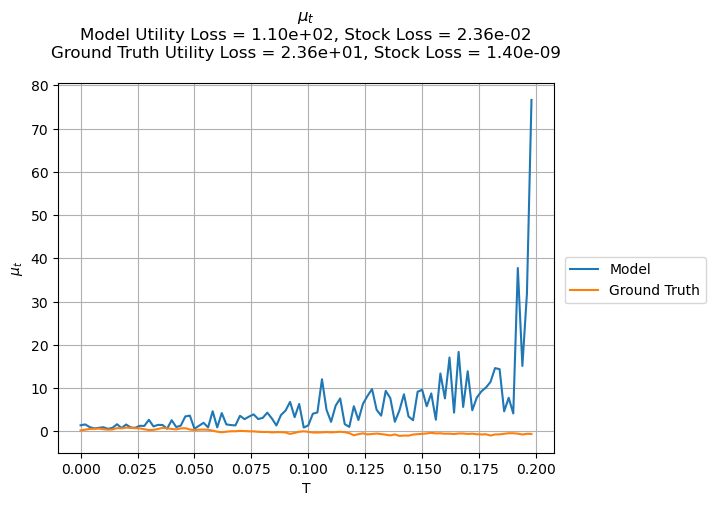 μₜ
Model Utility Loss = 1.10e+02, Stock Loss = 2.36e-02
Ground Truth Utility Loss = 2.36e+01, Stock Loss = 1.40e-09
80
70
60
50
40
30
20
10
0
μₜ
0.000 0.025 0.050 0.075 0.100 0.125 0.150 0.175 0.200
T
Model
Ground Truth